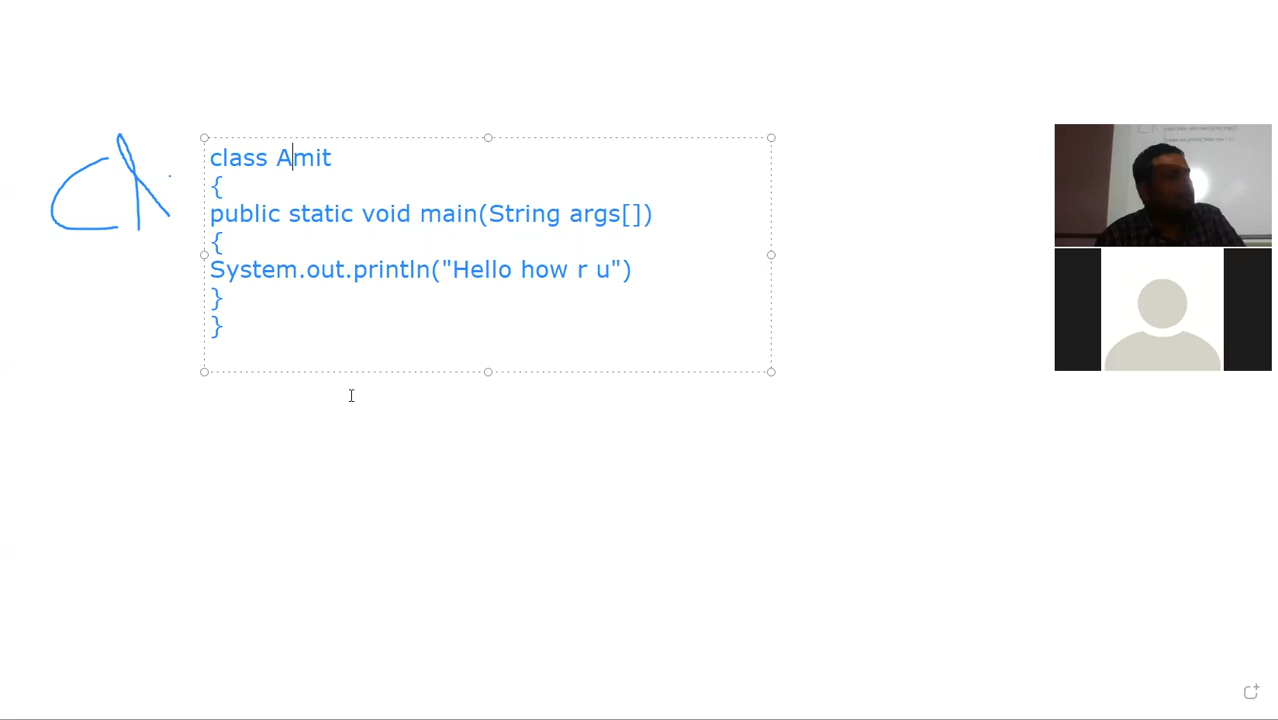 class Amit
{
public static void main(String args[])
{
System.out.println("Hello how r u")
}
}